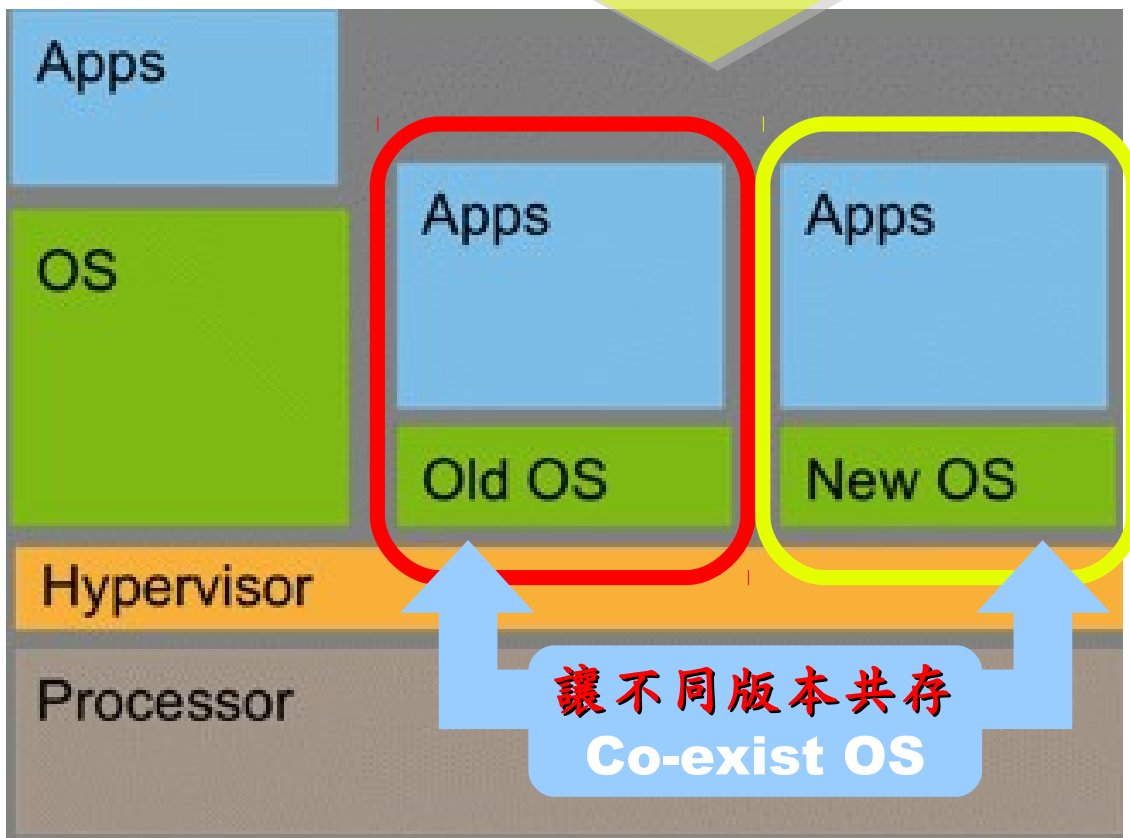 Apps
OS
Apps
Old OS
Apps
New OS
Hypervisor
Processor
讓不同版本共存
Co-exist OS